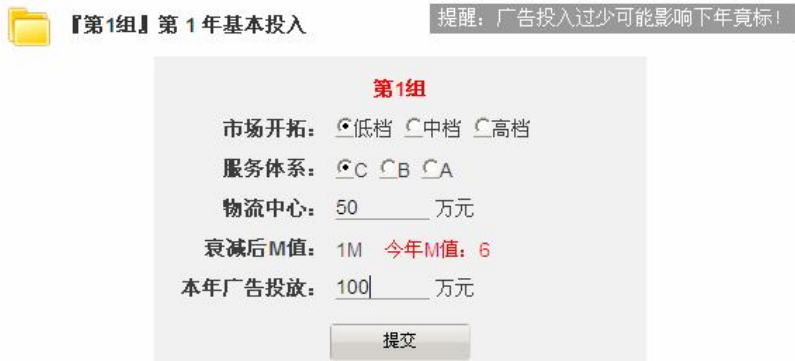 『第1组』第 1 年基本投入
提醒：广告投入过少可能影响下年竟标！
第1组
市场开拓： 低档 中档 高档
服务体系： C B A
物流中心： 50 万元
衰减后M值： 1M 今年M值：6
本年广告投放： 100 万元
提交